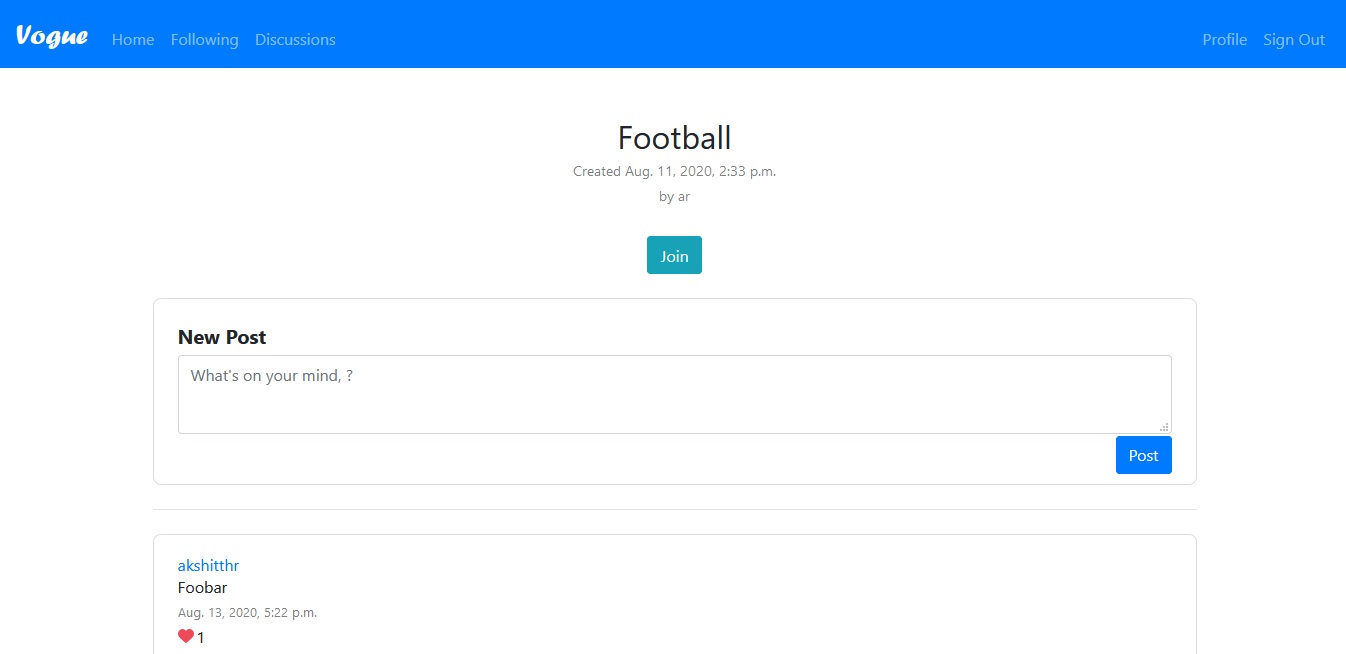 Vogue Home Following Discussions Profile Sign Out
Football
Created Aug. 11, 2020, 2:33 p.m.
by ar
Join
New Post
What's on your mind, ?
Post
akshitthr
Foobar
Aug. 13, 2020, 5:22 p.m.
1